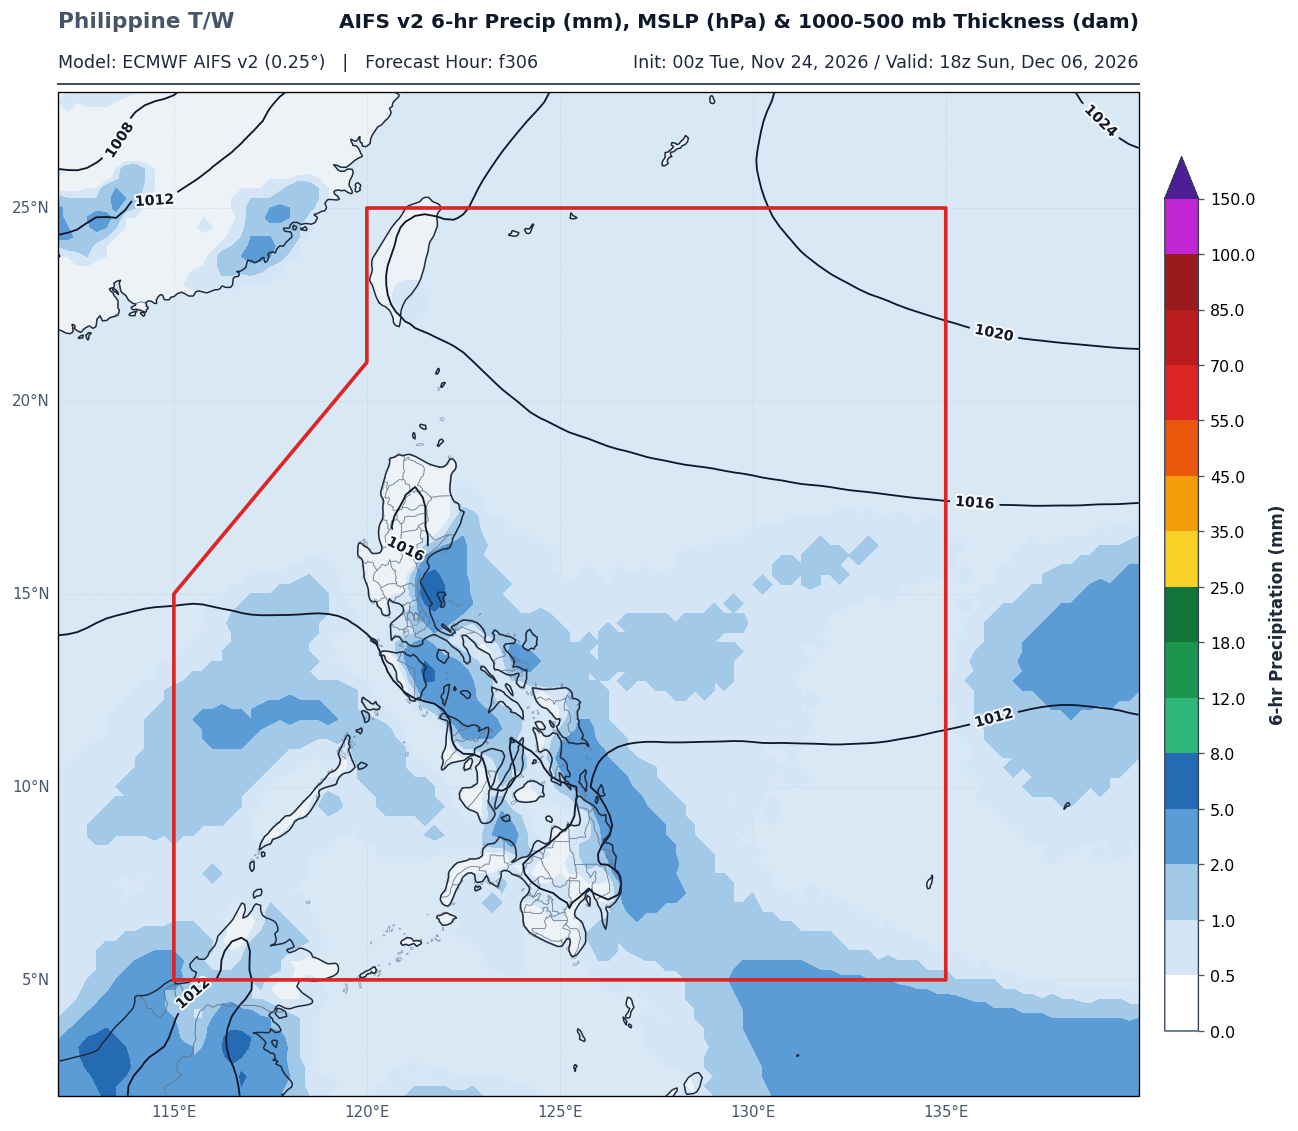 Philippine T/W
AIFS v2 6-hr Precip (mm), MSLP (hPa) & 1000-500 mb Thickness (dam)
Model: ECMWF AIFS v2 (0.25°) | Forecast Hour: f306
Init: 00z Tue, Nov 24, 2026 / Valid: 18z Sun, Dec 06, 2026
1008
1024
1012
25°N
1020
20°N
1016
1016
15°N
1012
10°N
5°N
1012
115°E
120°E
125°E
130°E
135°E
150.0
100.0
85.0
70.0
55.0
45.0
35.0
25.0
18.0
12.0
8.0
5.0
2.0
1.0
0.5
0.0
6-hr Precipitation (mm)